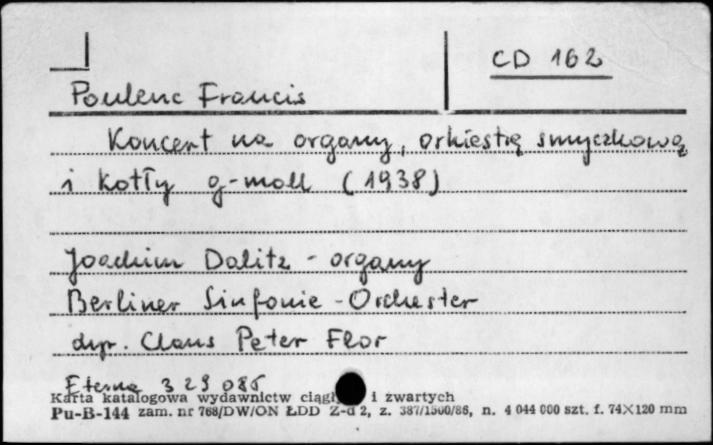 CD 162
Poulenc Francis
Koncert na organy, orkiestrę smyczkową
i kotły g-moll (1938)
Joachim Dalitz - organy
Berliner Sinfonie - Orchester
dyr. Claus Peter Flor
Eterna 3 29 086
Karta katalogowa wydawnictw ciągł i zwartych
Pu-B-144 zam. nr 768/DW/ON ŁDD Z-d 2, z. 387/1500/86, n. 4 044 000 szt. f. 74×120 mm